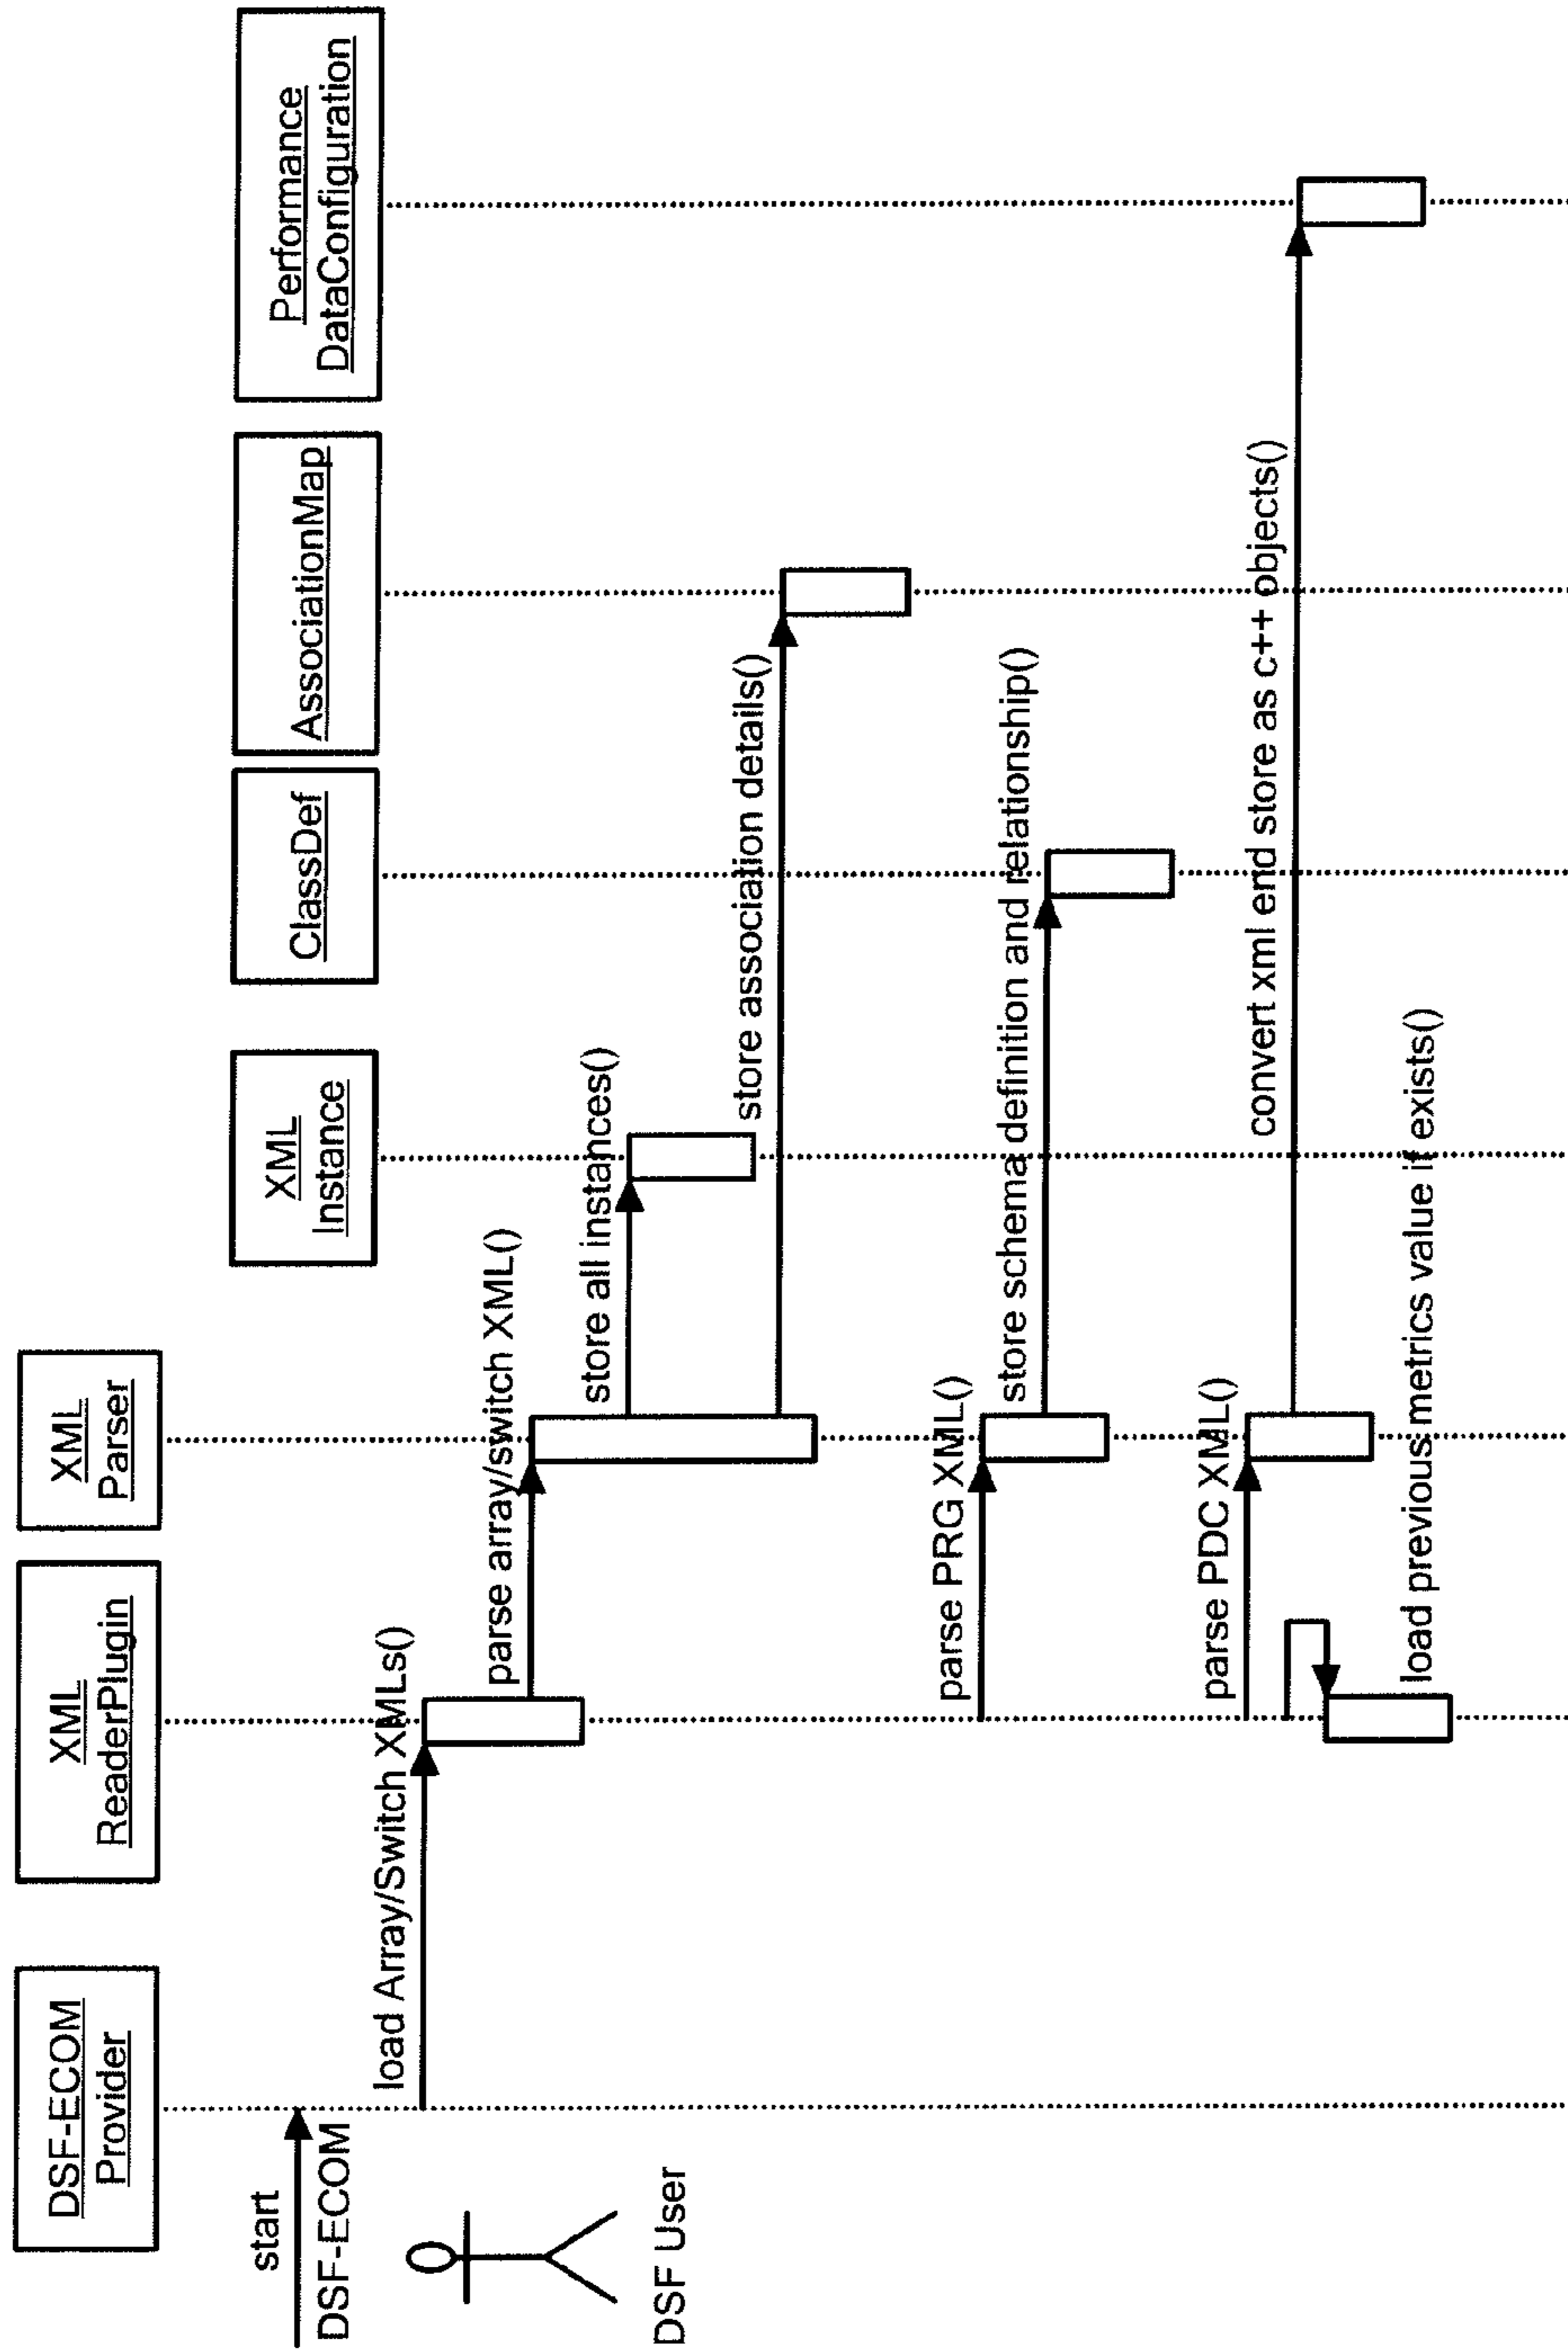 DSF-ECOM
Provider
XML
ReaderPlugin
XML
Parser
XML
Instance
ClassDef
AssociationMap
Performance
DataConfiguration
start
DSF-ECOM
DSF User
load Array/Switch XMLs()
parse array/switch XML()
store all instances()
store association details()
parse PRG XML()
store schema definition and relationship()
parse PDC XML()
convert xml end store as c++ objects()
load previous metrics value if exists()